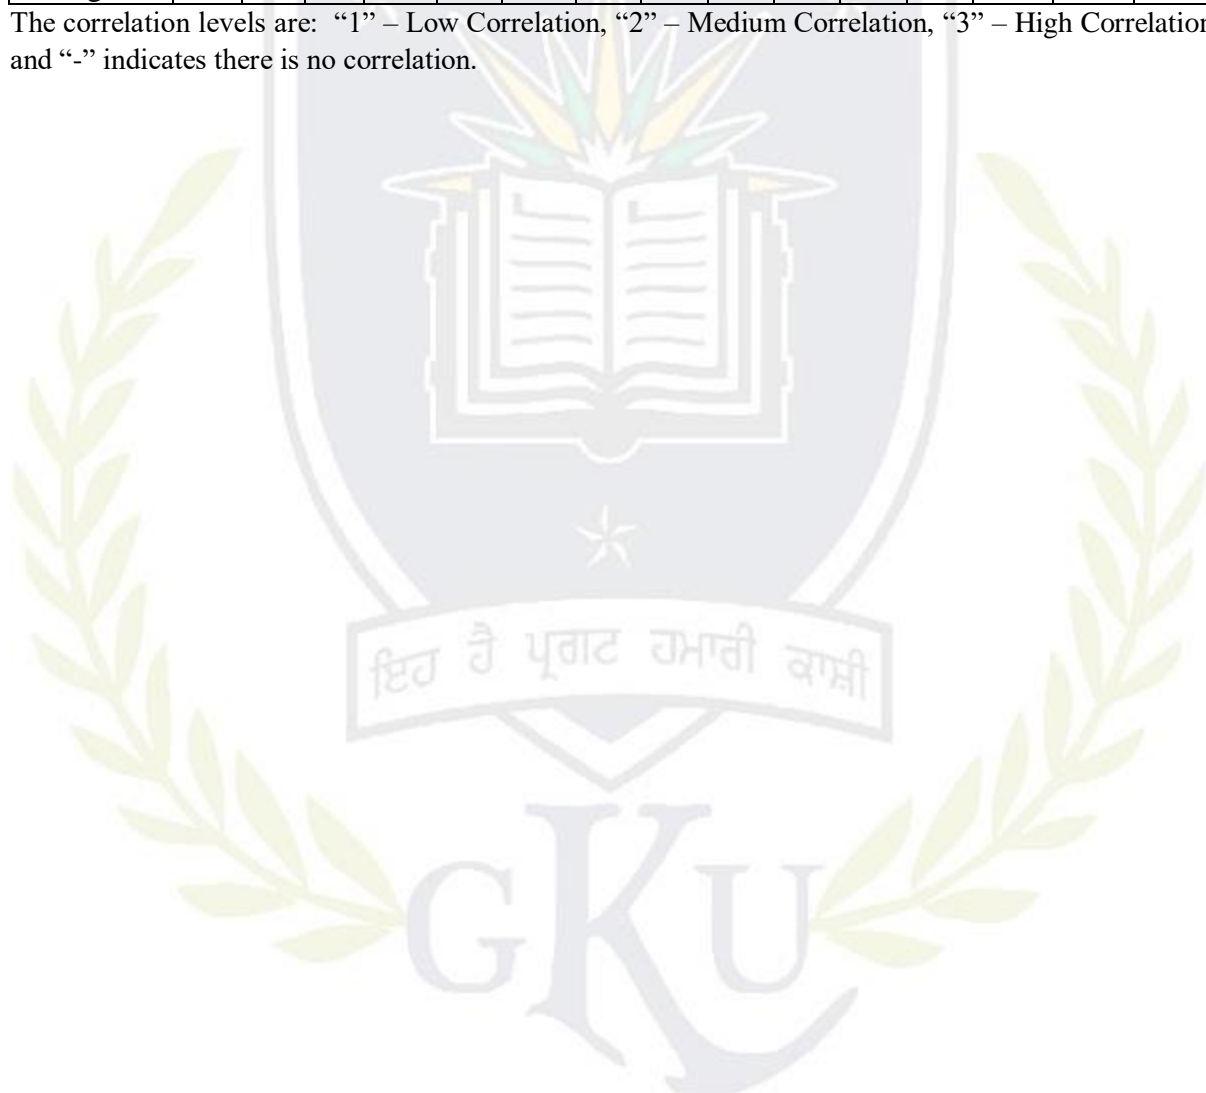 The correlation levels are: “1” – Low Correlation, “2” – Medium Correlation, “3” – High Correlation
and “-” indicates there is no correlation.
ਇਹ ਹੈ ਪ੍ਰਗਟ ਹਮਾਰੀ ਕਾਸ਼ੀ
GKU